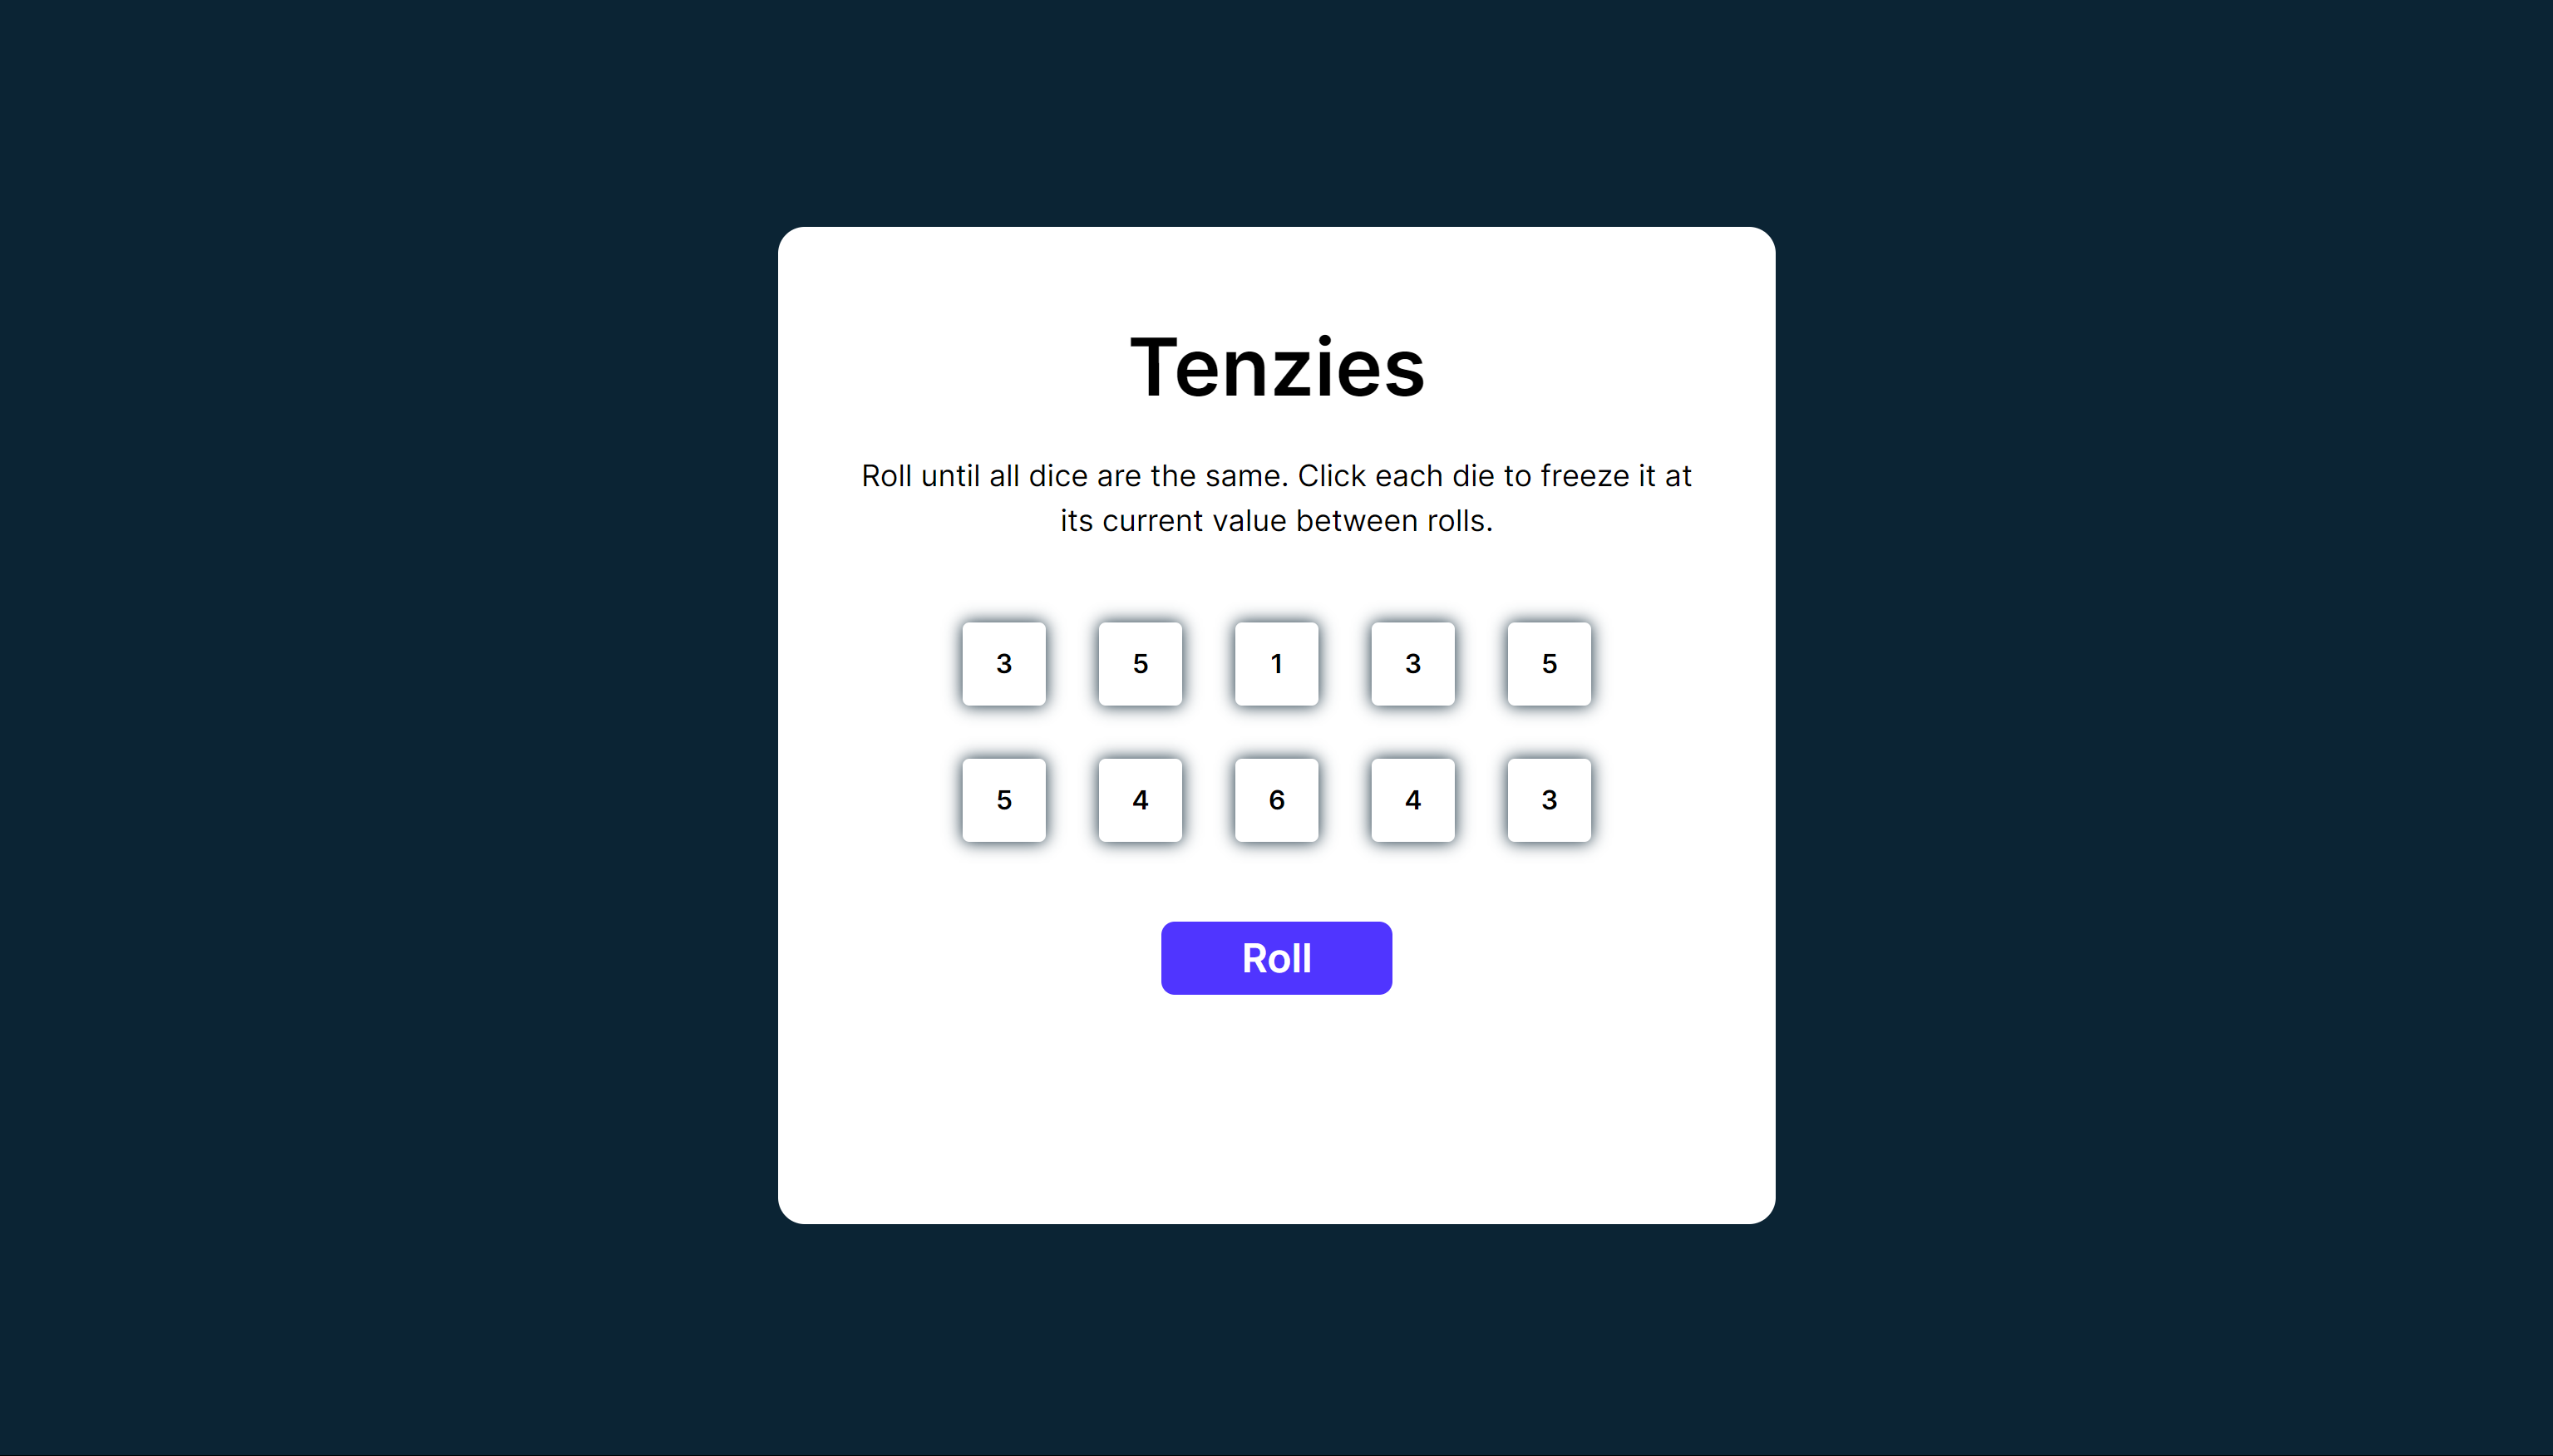 Tenzies
Roll until all dice are the same. Click each die to freeze it at
its current value between rolls.
3 5 1 3 5
5 4 6 4 3
Roll